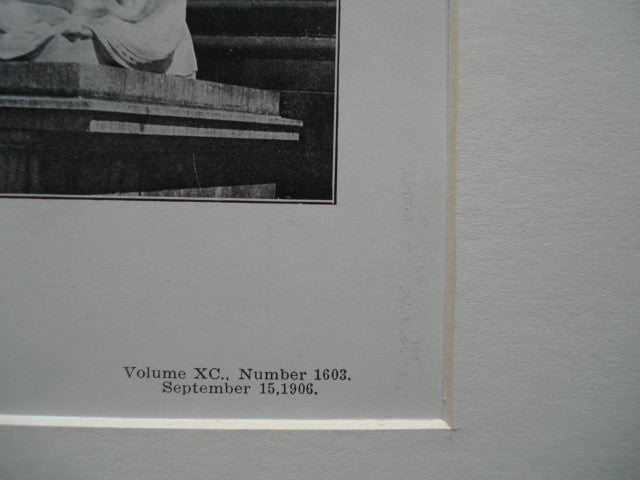 Volume XC., Number 1603.
September 15,1906.